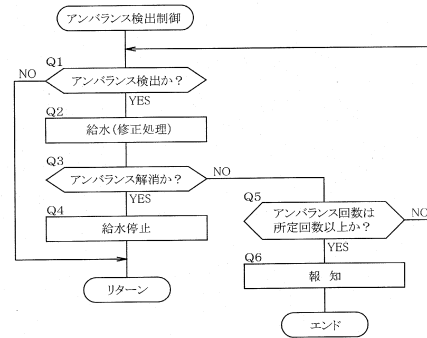 アンバランス検出制御
Q1
NO
アンバランス検出か?
YES
Q2
給水(修正処理)
Q3
アンバランス解消か?
NO
YES
Q4
給水停止
リターン
Q5
アンバランス回数は
所定回数以上か?
NO
YES
Q6
報 知
エンド